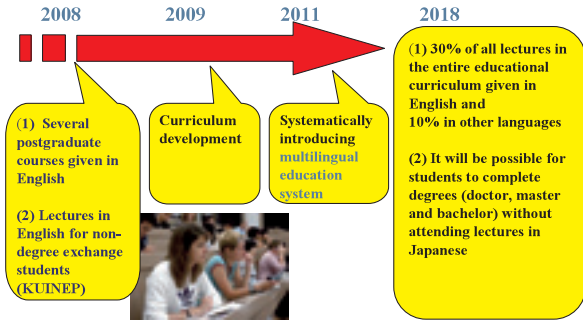 2008
2009
2011
2018
(1) Several
postgraduate
courses given in
English
(2) Lectures in
English for non-
degree exchange
students
(KUINEP)
Curriculum
development
Systematically
introducing
multilingual
education
system
(1) 30% of all lectures in
the entire educational
curriculum given in
English and
10% in other languages
(2) It will be possible for
students to complete
degrees (doctor, master
and bachelor) without
attending lectures in
Japanese